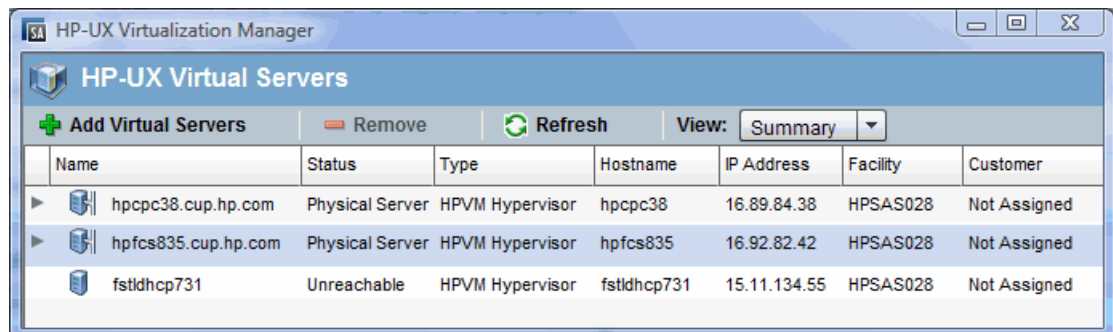 SA HP-UX Virtualization Manager
HP-UX Virtual Servers
Add Virtual Servers Remove Refresh View: Summary
Name Status Type Hostname IP Address Facility Customer
hpcpc38.cup.hp.com Physical Server HPVM Hypervisor hpcpc38 16.89.84.38 HPSAS028 Not Assigned
hpfcs835.cup.hp.com Physical Server HPVM Hypervisor hpfcs835 16.92.82.42 HPSAS028 Not Assigned
fstldhcp731 Unreachable HPVM Hypervisor fstldhcp731 15.11.134.55 HPSAS028 Not Assigned